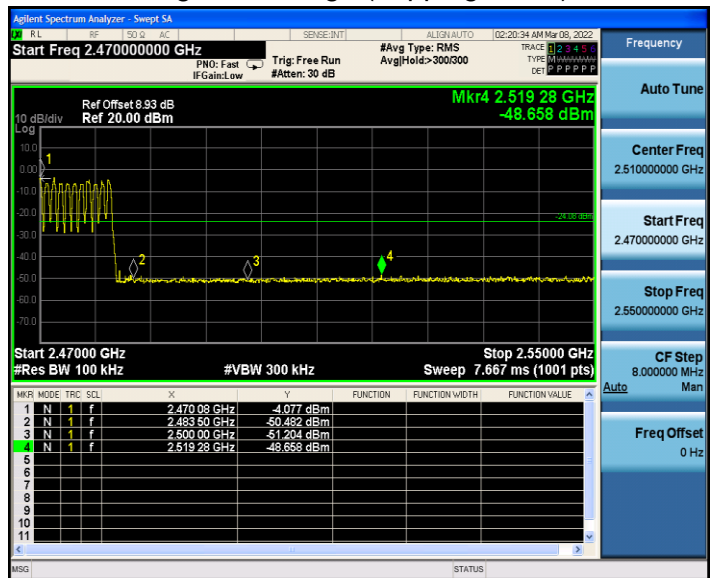 Agilent Spectrum Analyzer - Swept SA
RL RF 50 Ω AC SENSE:INT ALIGN AUTO 02:20:34 AM Mar 08, 2022
Start Freq 2.470000000 GHz
PNO: Fast
IFGain:Low
Trig: Free Run
#Atten: 30 dB
#Avg Type: RMS
Avg|Hold:>300/300
TRACE 1 2 3 4 5 6
TYPE M W W W W W
DET P P P P P P
Frequency
Mkr4 2.519 28 GHz
-48.658 dBm
Ref Offset 8.93 dB
10 dB/div Ref 20.00 dBm
Log
10.0
0.00
-10.0
-20.0
-30.0
-40.0
-50.0
-60.0
-70.0
1
2
3
4
-24.08 dBm
Start 2.47000 GHz Stop 2.55000 GHz
#Res BW 100 kHz #VBW 300 kHz Sweep 7.667 ms (1001 pts)
MKR MODE TRC SCL X Y FUNCTION FUNCTION WIDTH FUNCTION VALUE
1 N 1 f 2.470 08 GHz -4.077 dBm
2 N 1 f 2.483 50 GHz -50.482 dBm
3 N 1 f 2.500 00 GHz -51.204 dBm
4 N 1 f 2.519 28 GHz -48.658 dBm
5
6
7
8
9
10
11
MSG STATUS
Auto Tune
Center Freq
2.510000000 GHz
Start Freq
2.470000000 GHz
Stop Freq
2.550000000 GHz
CF Step
8.000000 MHz
Auto Man
Freq Offset
0 Hz